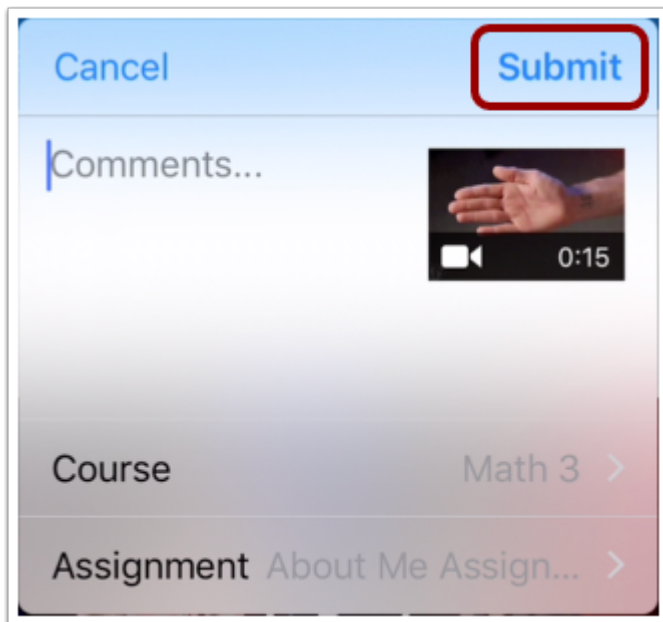 Cancel Submit
Comments...
0:15
Course Math 3
Assignment About Me Assign...